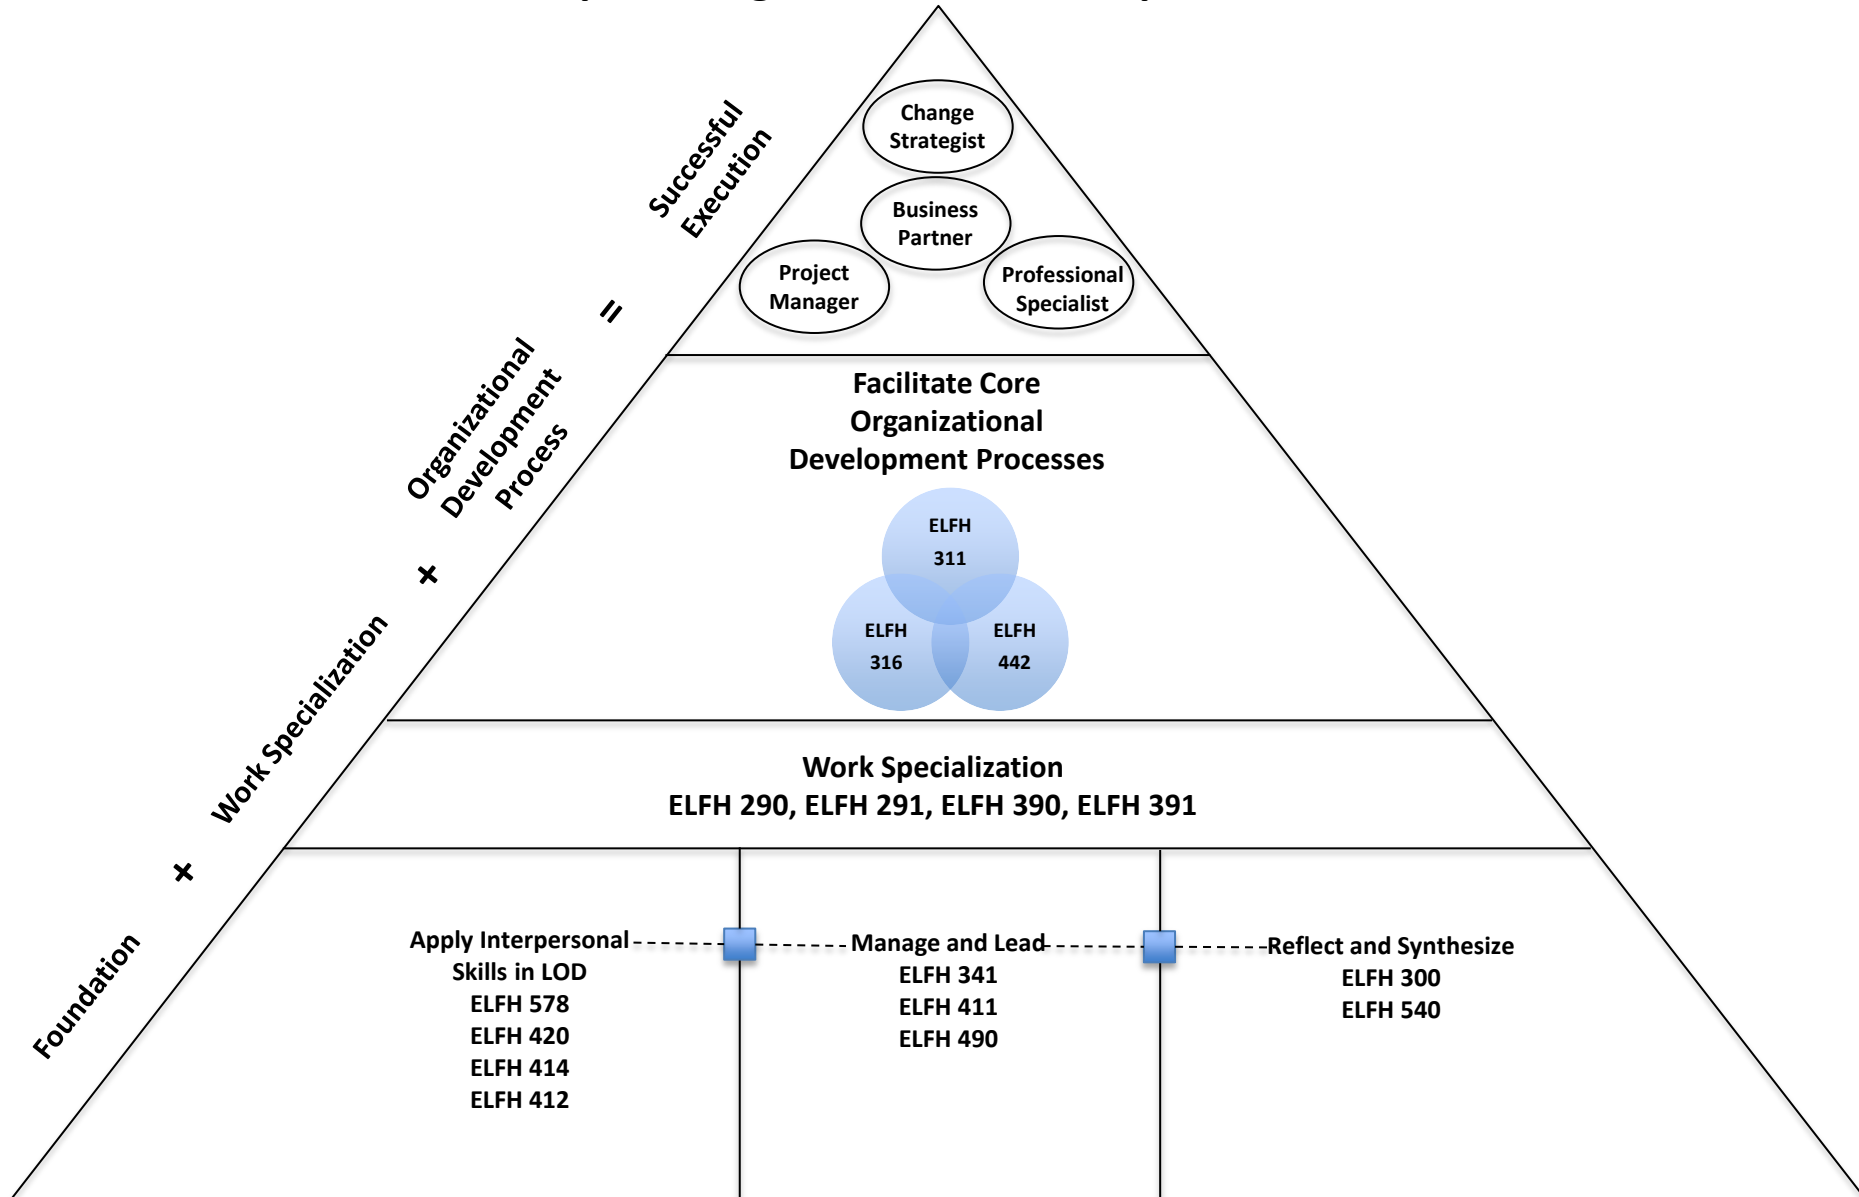 Change
Strategist
Business
Partner
Project
Manager
Professional
Specialist
Successful
Execution
=
Facilitate Core
Organizational
Development Processes
ELFH
311
ELFH
316
ELFH
442
Organizational
Development
Process
+
Work Specialization
Work Specialization
ELFH 290, ELFH 291, ELFH 390, ELFH 391
+
Foundation
Apply Interpersonal
Skills in LOD
ELFH 578
ELFH 420
ELFH 414
ELFH 412
Manage and Lead
ELFH 341
ELFH 411
ELFH 490
Reflect and Synthesize
ELFH 300
ELFH 540